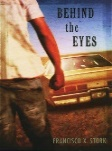 BEHIND
the
EYES
FRANCISCO X. STORK